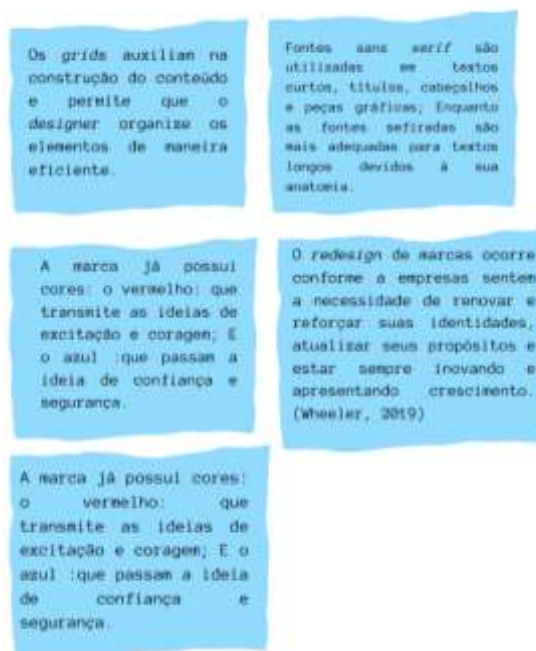 Os grids auxiliam na
construção do conteúdo
e permite que o
designer organize os
elementos de maneira
eficiente.
Fontes sans serif são
utilizadas em textos
curtos, títulos, cabeçalhos
e peças gráficas; Enquanto
as fontes sefiradas são
mais adequadas para textos
longos devidos à sua
anatomia.
A marca já possui
cores: o vermelho: que
transmite as ideias de
excitação e coragem; E
o azul :que passam a
ideia de confiança e
segurança.
O redesign de marcas ocorre
conforme a empresas sentem
a necessidade de renovar e
reforçar suas identidades,
atualizar seus propósitos e
estar sempre inovando e
apresentando crescimento.
(Wheeler, 2019)
A marca já possui cores:
o vermelho: que
transmite as ideias de
excitação e coragem; E o
azul :que passam a ideia
de confiança e
segurança.